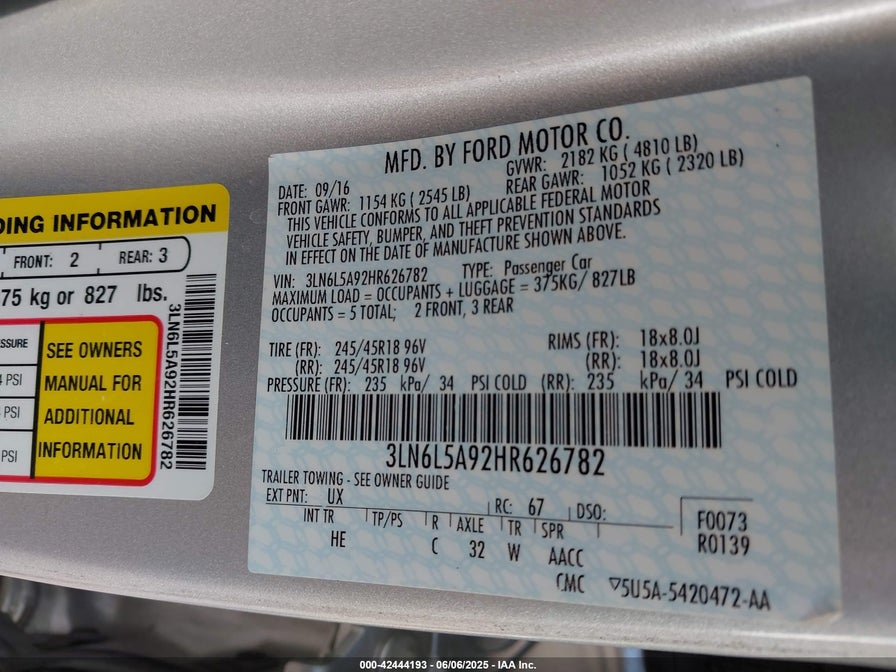 DING INFORMATION
FRONT: 2 REAR: 3
75 kg or 827 lbs.
SSURE
PSI
PSI
PSI
SEE OWNERS
MANUAL FOR
ADDITIONAL
INFORMATION
3LN6L5A92HR626782
MFD. BY FORD MOTOR CO.
DATE: 09/16 GVWR: 2182 KG ( 4810 LB)
FRONT GAWR: 1154 KG ( 2545 LB) REAR GAWR: 1052 KG ( 2320 LB)
THIS VEHICLE CONFORMS TO ALL APPLICABLE FEDERAL MOTOR
VEHICLE SAFETY, BUMPER, AND THEFT PREVENTION STANDARDS
IN EFFECT ON THE DATE OF MANUFACTURE SHOWN ABOVE.
VIN: 3LN6L5A92HR626782 TYPE: Passenger Car
MAXIMUM LOAD = OCCUPANTS + LUGGAGE = 375KG/ 827LB
OCCUPANTS = 5 TOTAL; 2 FRONT, 3 REAR
TIRE (FR): 245/45R18 96V RIMS (FR): 18x8.0J
(RR): 245/45R18 96V (RR): 18x8.0J
PRESSURE (FR): 235 kPa/ 34 PSI COLD (RR): 235 kPa/ 34 PSI COLD
3LN6L5A92HR626782
TRAILER TOWING - SEE OWNER GUIDE
EXT PNT: UX RC: 67 DSO:
INT TR TP/PS R AXLE TR SPR
HE C 32 W AACC
F0073
R0139
CMC ▽5U5A-5420472-AA
000-42444193 - 06/06/2025 - IAA Inc.